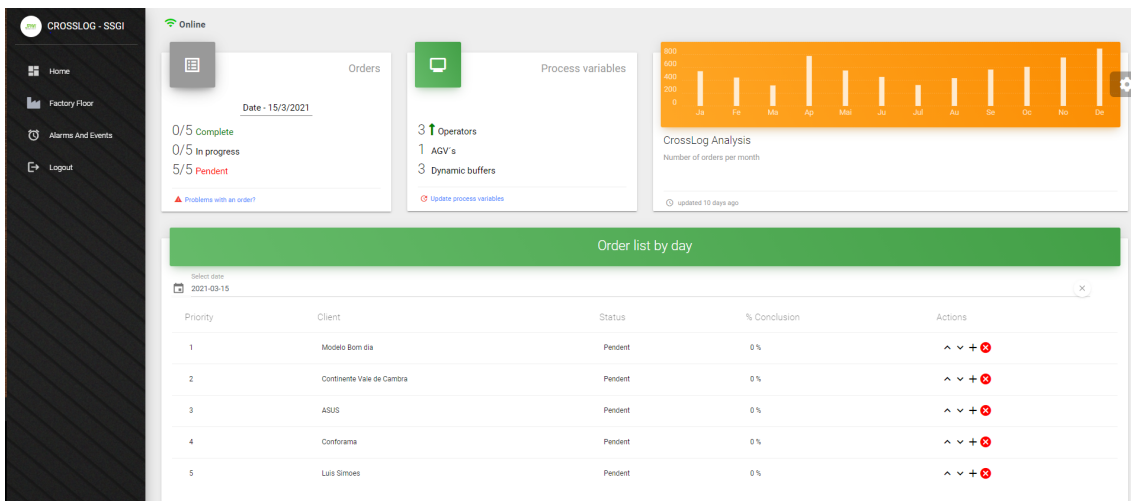 CROSSLOG - SSGI
Home
Factory Floor
Alarms And Events
Logout
Online
Orders
Date - 15/3/2021
0/5 Complete
0/5 In progress
5/5 Pendent
Problems with an order?
Process variables
3 Operators
1 AGV´s
3 Dynamic buffers
Update process variables
800
600
400
200
0
Ja Fe Ma Ap Mai Ju Jul Au Se Oc No De
CrossLog Analysis
Number of orders per month
updated 10 days ago
Order list by day
Select date
2021-03-15
Priority Client Status % Conclusion Actions
1 Modelo Bom dia Pendent 0 %
2 Continente Vale de Cambra Pendent 0 %
3 ASUS Pendent 0 %
4 Conforama Pendent 0 %
5 Luis Simoes Pendent 0 %